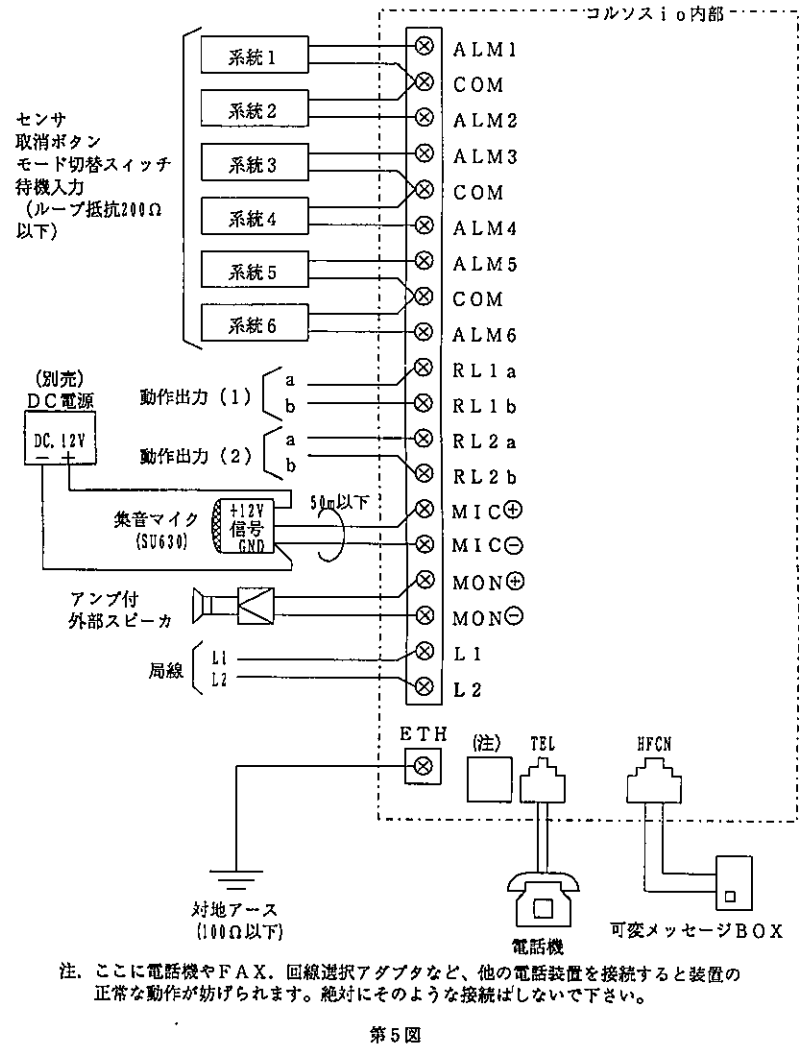 コルソスｉｏ内部
系統1
系統2
系統3
系統4
系統5
系統6
センサ
取消ボタン
モード切替スイッチ
待機入力
(ループ抵抗200Ω
以下)
ALM1
COM
ALM2
ALM3
COM
ALM4
ALM5
COM
ALM6
RL1a
RL1b
RL2a
RL2b
MIC⊕
MIC⊖
MON⊕
MON⊖
L1
L2
動作出力(1)
a
b
動作出力(2)
a
b
(別売)
DC電源
DC. 12V
− +
集音マイク
(SU630)
+12V
信号
GND
50m以下
アンプ付
外部スピーカ
局線
L1
L2
ETH
(注)
TEL
HFCN
対地アース
(100Ω以下)
電話機
可変メッセージBOX
注. ここに電話機やFAX. 回線選択アダプタなど、他の電話装置を接続すると装置の
正常な動作が妨げられます。絶対にそのような接続はしないで下さい。
第5図